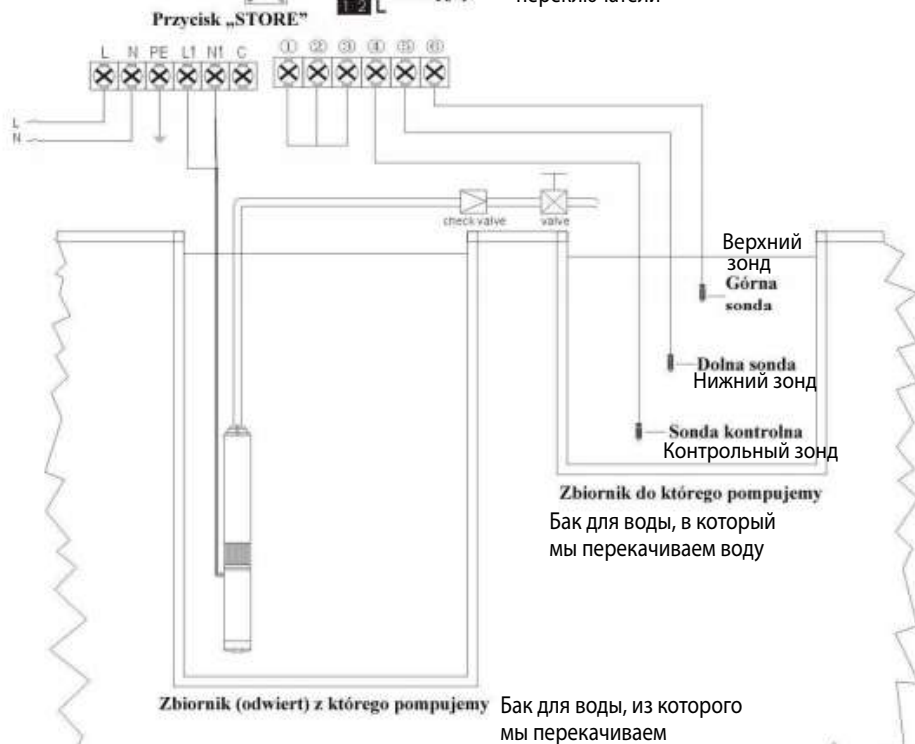 переключатели
1 2 L
Przycisk „STORE”
L N PE L1 N1 C
① ② ③ ④ ⑤ ⑥
L
N
check valve
valve
Верхний
зонд
Górna
sonda
Dolna sonda
Нижний зонд
Sonda kontrolna
Контрольный зонд
Zbiornik do którego pompujemy
Бак для воды, в который
мы перекачиваем воду
Zbiornik (odwiert) z którego pompujemy
Бак для воды, из которого
мы перекачиваем